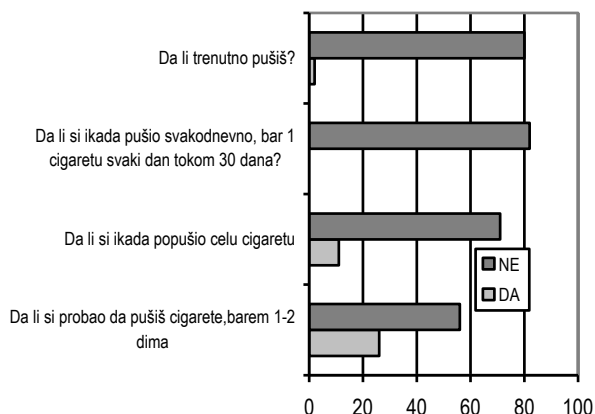 Da li trenutno pušiš?
Da li si ikada pušio svakodnevno, bar 1
cigaretu svaki dan tokom 30 dana?
Da li si ikada popušio celu cigaretu
Da li si probao da pušiš cigarete,barem 1-2
dima
NE
DA
0 20 40 60 80 100